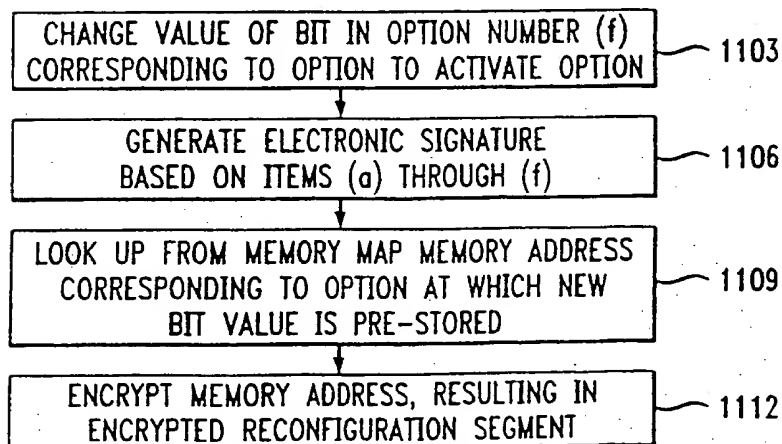 CHANGE VALUE OF BIT IN OPTION NUMBER (f)
CORRESPONDING TO OPTION TO ACTIVATE OPTION
1103
GENERATE ELECTRONIC SIGNATURE
BASED ON ITEMS (a) THROUGH (f)
1106
LOOK UP FROM MEMORY MAP MEMORY ADDRESS
CORRESPONDING TO OPTION AT WHICH NEW
BIT VALUE IS PRE-STORED
1109
ENCRYPT MEMORY ADDRESS, RESULTING IN
ENCRYPTED RECONFIGURATION SEGMENT
1112